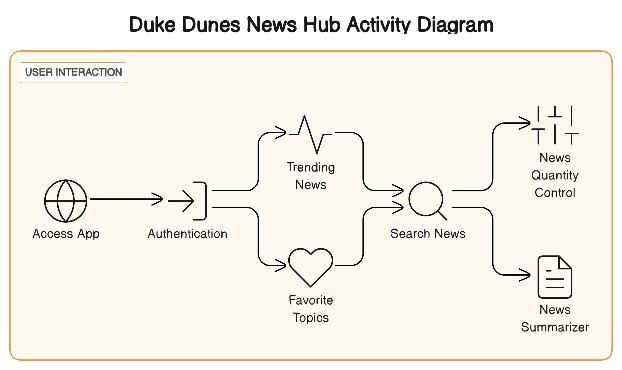 Duke Dunes News Hub Activity Diagram
USER INTERACTION
Access App
Authentication
Trending
News
Favorite
Topics
Search News
News
Quantity
Control
News
Summarizer